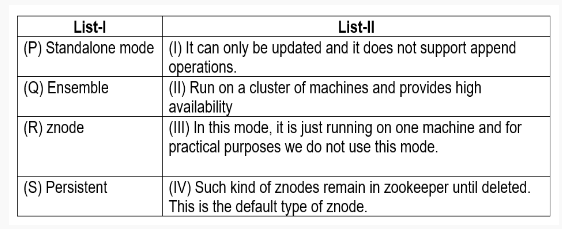 List-I List-II
(P) Standalone mode (I) It can only be updated and it does not support append
operations.
(Q) Ensemble (II) Run on a cluster of machines and provides high
availability
(R) znode (III) In this mode, it is just running on one machine and for
practical purposes we do not use this mode.
(S) Persistent (IV) Such kind of znodes remain in zookeeper until deleted.
This is the default type of znode.